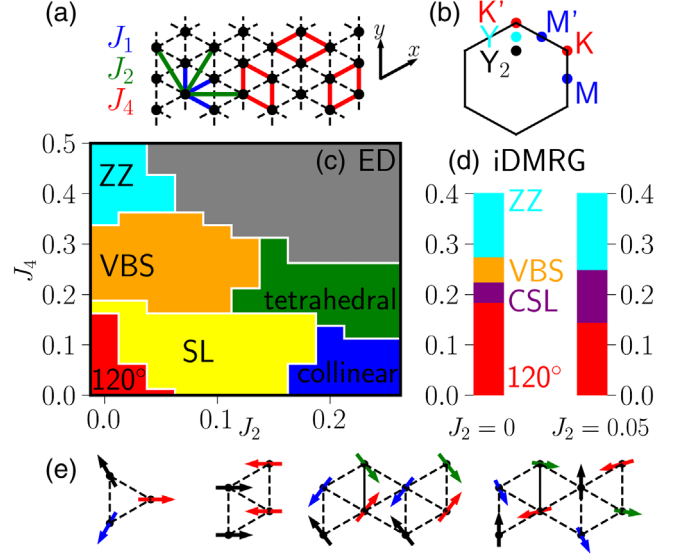 (a)
J₁
J₂
J₄
y
x
(b)
K'
M'
Y
K
Y₂
M
(c) ED
ZZ
VBS
tetrahedral
SL
120°
collinear
J₄
0.5
0.4
0.3
0.2
0.1
0.0
0.0 0.1 0.2
J₂
(d) iDMRG
0.4
0.3
0.2
0.1
0.0
ZZ
VBS
CSL
120°
0.4
0.3
0.2
0.1
0.0
J₂ = 0 J₂ = 0.05
(e)